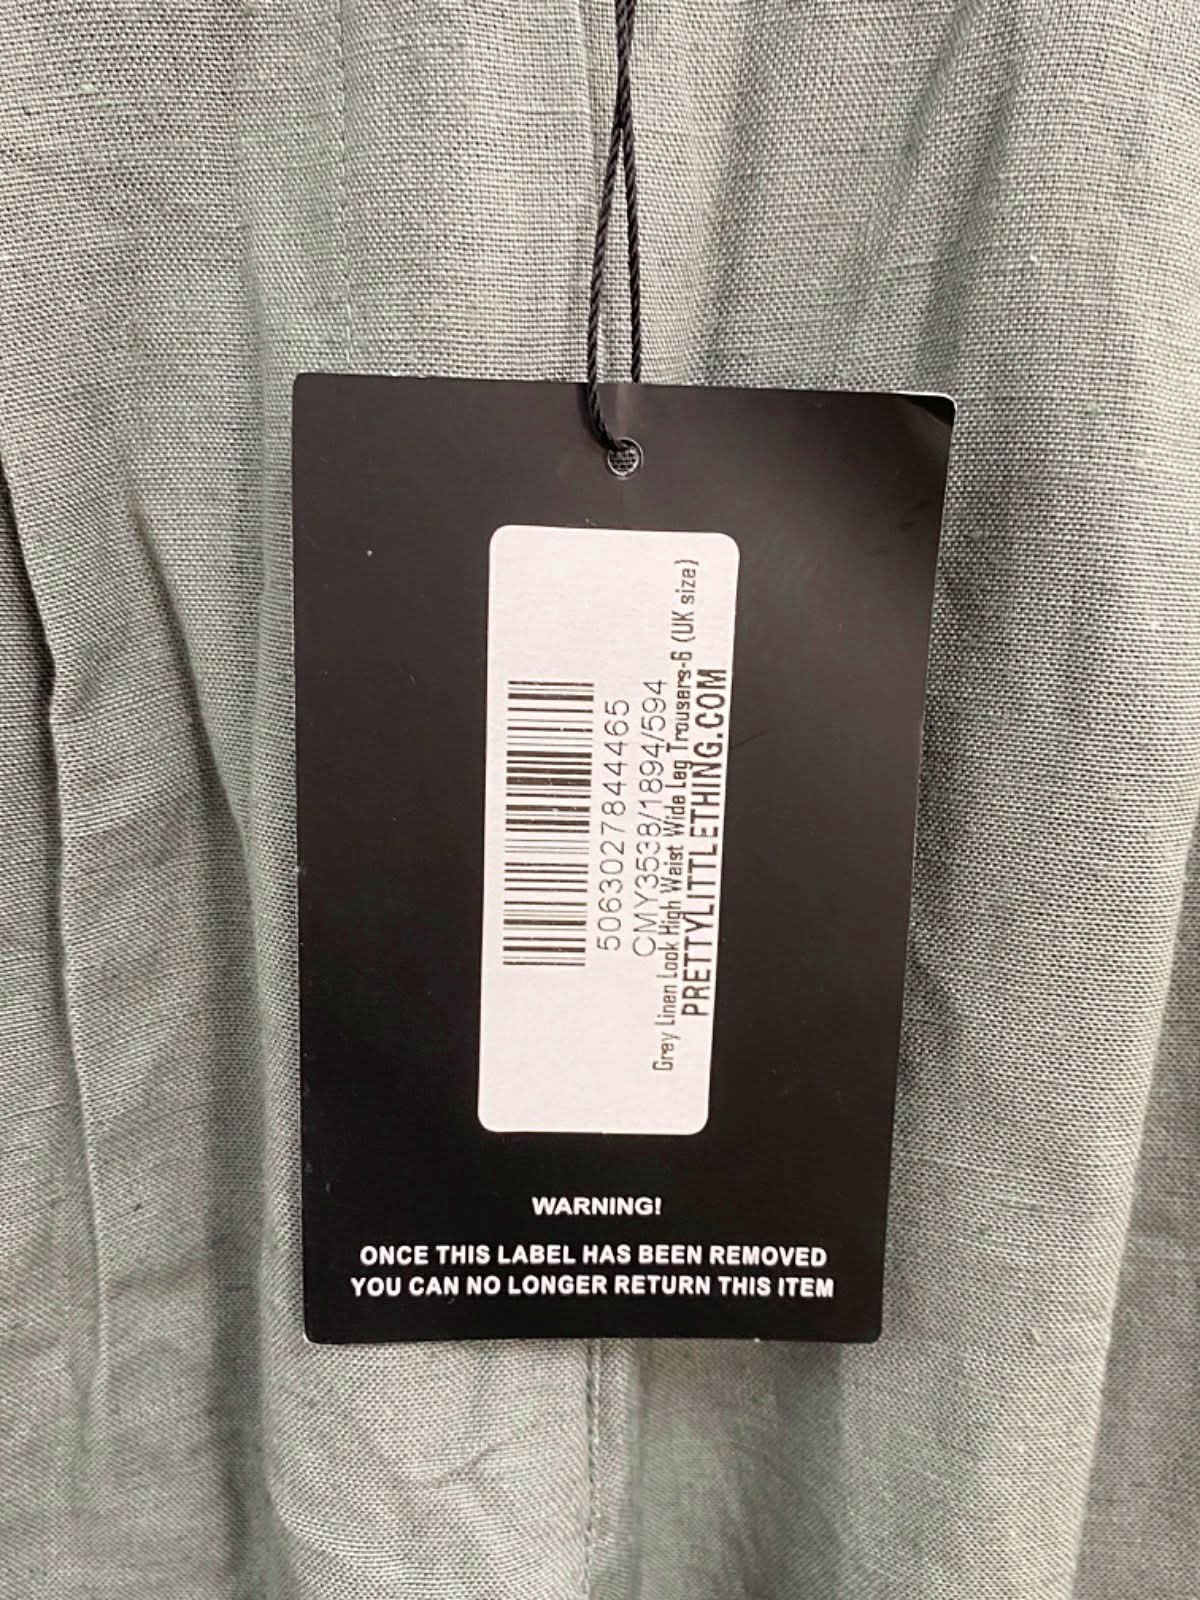 5063027844465
CMY3538/1894/594
Grey Linen Look High Waist Wide Leg Trousers-6 (UK size)
PRETTYLITTLETHING.COM
WARNING!
ONCE THIS LABEL HAS BEEN REMOVED
YOU CAN NO LONGER RETURN THIS ITEM